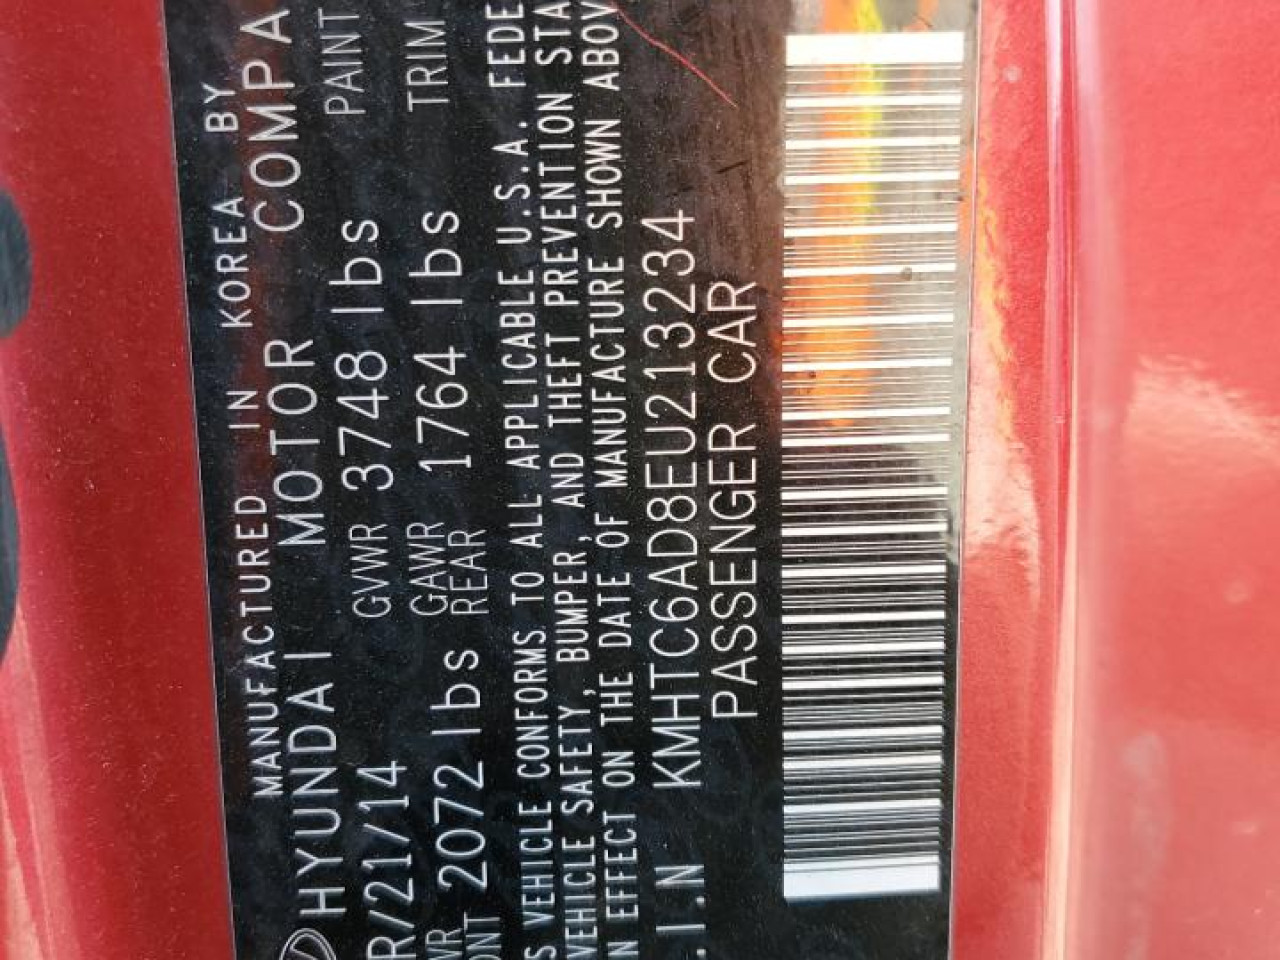 MANUFACTURED IN KOREA BY
HYUNDAI MOTOR COMPA
R/21/14 GVWR 3748 lbs PAINT
WR GAWR
ONT 2072 lbs REAR 1764 lbs TRIM
S VEHICLE CONFORMS TO ALL APPLICABLE U.S.A. FEDE
VEHICLE SAFETY, BUMPER, AND THEFT PREVENTION STA
N EFFECT ON THE DATE OF MANUFACTURE SHOWN ABOV
.I.N KMHTC6AD8EU213234
PASSENGER CAR